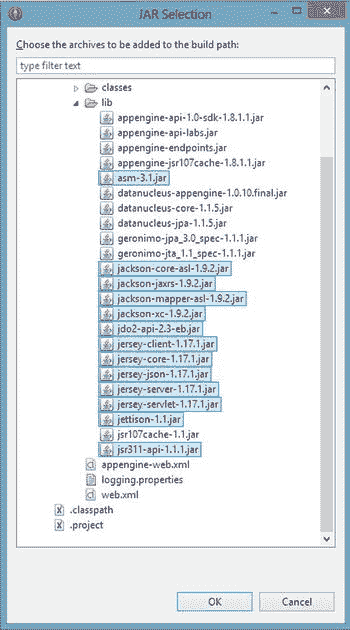 JAR Selection
Choose the archives to be added to the build path:
type filter text
classes
lib
appengine-api-1.0-sdk-1.8.1.1.jar
appengine-api-labs.jar
appengine-endpoints.jar
appengine-jsr107cache-1.8.1.1.jar
asm-3.1.jar
datanucleus-appengine-1.0.10.final.jar
datanucleus-core-1.1.5.jar
datanucleus-jpa-1.1.5.jar
geronimo-jpa_3.0_spec-1.1.1.jar
geronimo-jta_1.1_spec-1.1.1.jar
jackson-core-asl-1.9.2.jar
jackson-jaxrs-1.9.2.jar
jackson-mapper-asl-1.9.2.jar
jackson-xc-1.9.2.jar
jdo2-api-2.3-eb.jar
jersey-client-1.17.1.jar
jersey-core-1.17.1.jar
jersey-json-1.17.1.jar
jersey-server-1.17.1.jar
jersey-servlet-1.17.1.jar
jettison-1.1.jar
jsr107cache-1.1.jar
jsr311-api-1.1.1.jar
appengine-web.xml
logging.properties
web.xml
.classpath
.project
OK Cancel